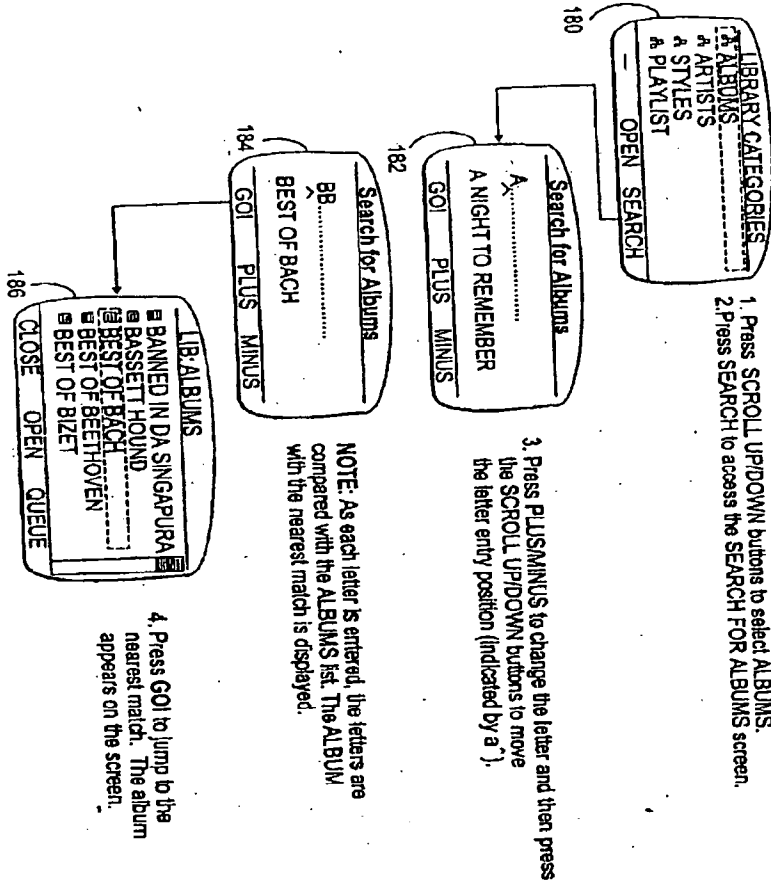 180
LIBRARY CATEGORIES
ALBUMS
ARTISTS
STYLES
PLAYLIST
– OPEN SEARCH
1. Press SCROLL UP/DOWN buttons to select ALBUMS.
2. Press SEARCH to access the SEARCH FOR ALBUMS screen.
182
Search for Albums
A..............................
^
A NIGHT TO REMEMBER
GO! PLUS MINUS
3. Press PLUS/MINUS to change the letter and then press
the SCROLL UP/DOWN buttons to move
the letter entry position (indicated by a ^).
184
Search for Albums
BB..............................
^
BEST OF BACH
GO! PLUS MINUS
NOTE: As each letter is entered, the letters are
compared with the ALBUMS list. The ALBUM
with the nearest match is displayed.
186
LIB: ALBUMS
BANNED IN DA SINGAPURA
BASSETT HOUND
BEST OF BACH
BEST OF BEETHOVEN
BEST OF BIZET
CLOSE OPEN QUEUE
4. Press GO! to jump to the
nearest match. The album
appears on the screen.